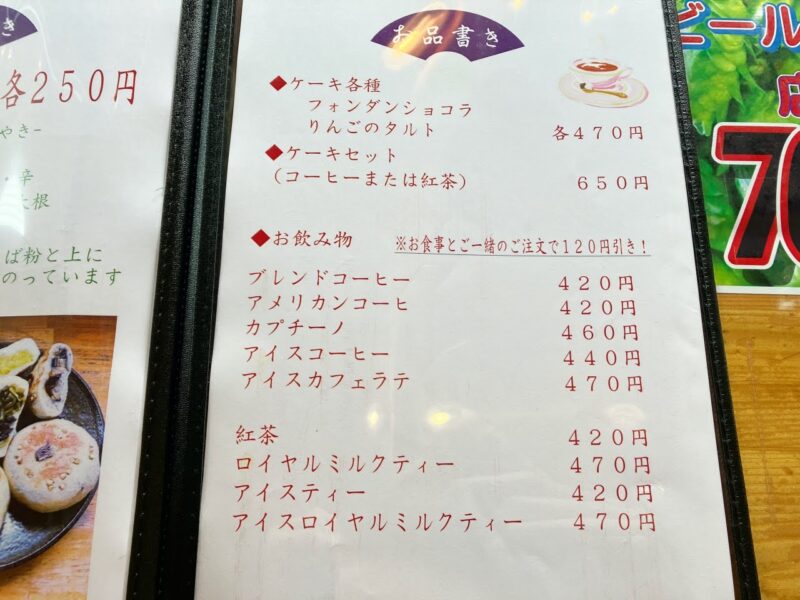 き
各250円
やき-
・辛
根
ば粉と上に
のっています
お品書き
◆ケーキ各種
フォンダンショコラ
りんごのタルト 各470円
◆ケーキセット
(コーヒーまたは紅茶) 650円
◆お飲み物 ※お食事とご一緒のご注文で120円引き!
ブレンドコーヒー 420円
アメリカンコーヒ 420円
カプチーノ 460円
アイスコーヒー 440円
アイスカフェラテ 470円
紅茶 420円
ロイヤルミルクティー 470円
アイスティー 420円
アイスロイヤルミルクティー 470円
ビール
70